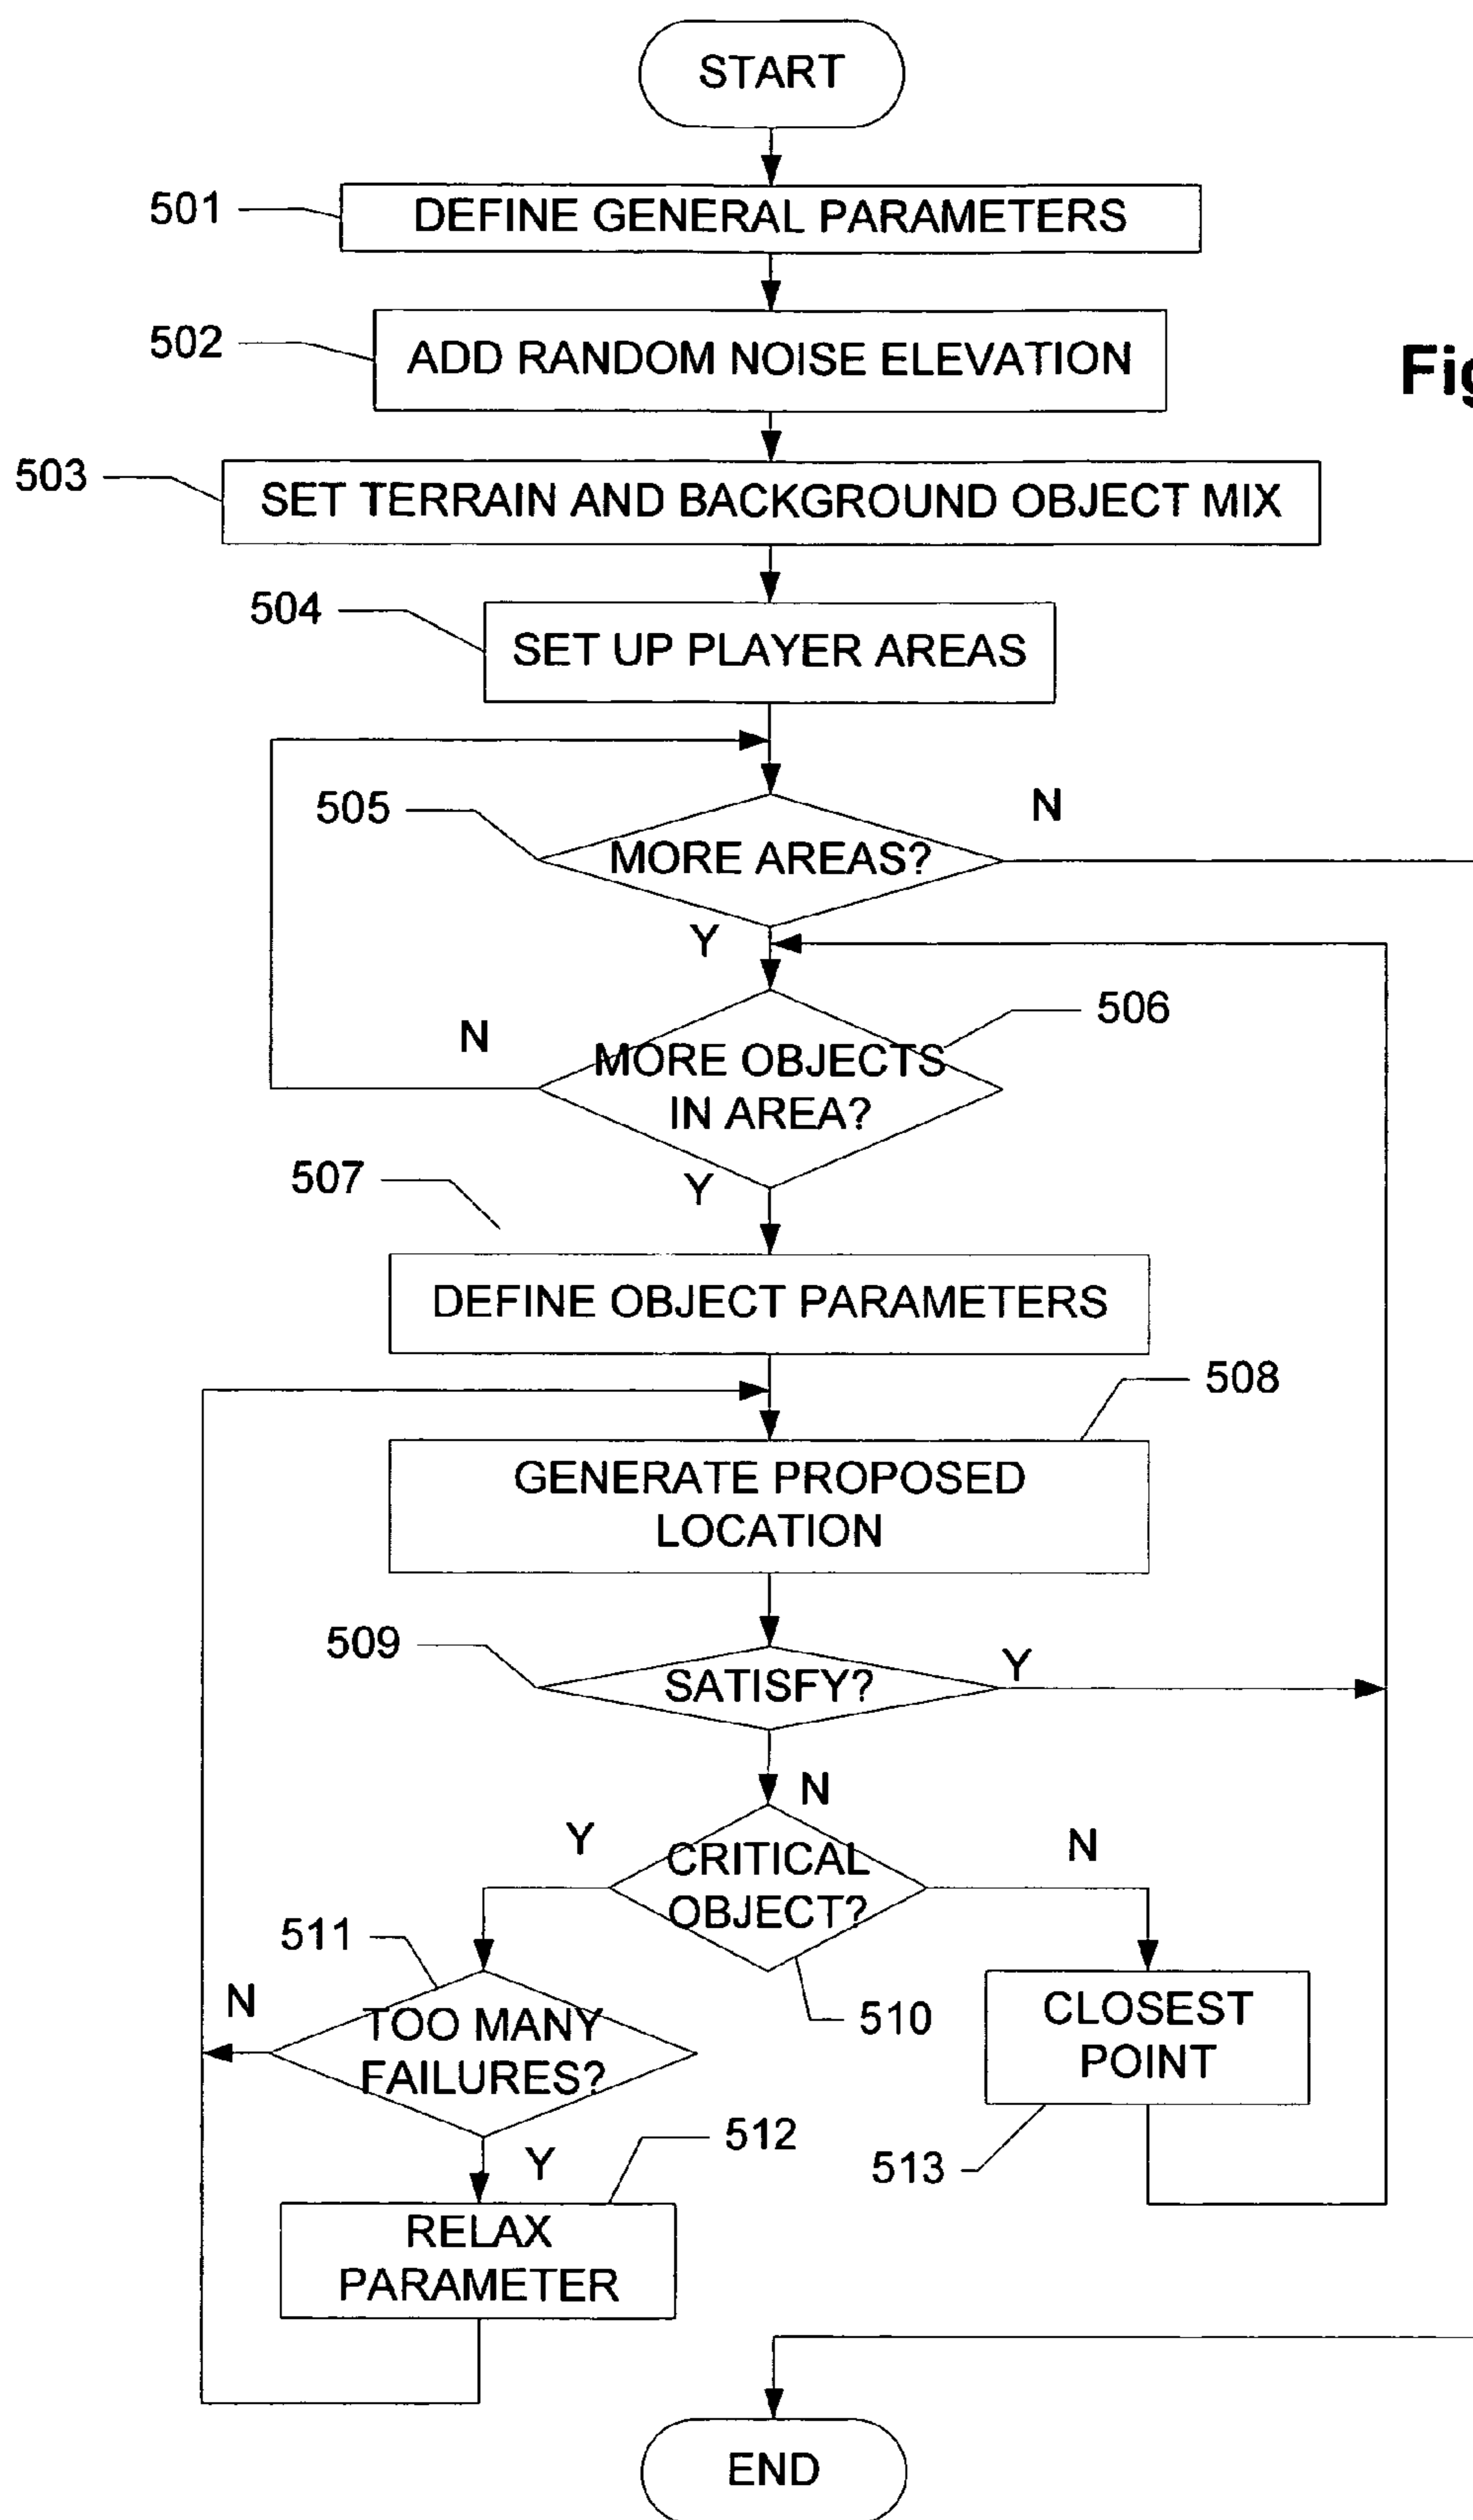 START
501
DEFINE GENERAL PARAMETERS
502
ADD RANDOM NOISE ELEVATION
Fig
503
SET TERRAIN AND BACKGROUND OBJECT MIX
504
SET UP PLAYER AREAS
505
N
MORE AREAS?
Y
506
N
MORE OBJECTS
IN AREA?
507
Y
DEFINE OBJECT PARAMETERS
508
GENERATE PROPOSED
LOCATION
509
Y
SATISFY?
N
Y
N
CRITICAL
OBJECT?
511
N
TOO MANY
FAILURES?
510
CLOSEST
POINT
512
Y
513
RELAX
PARAMETER
END